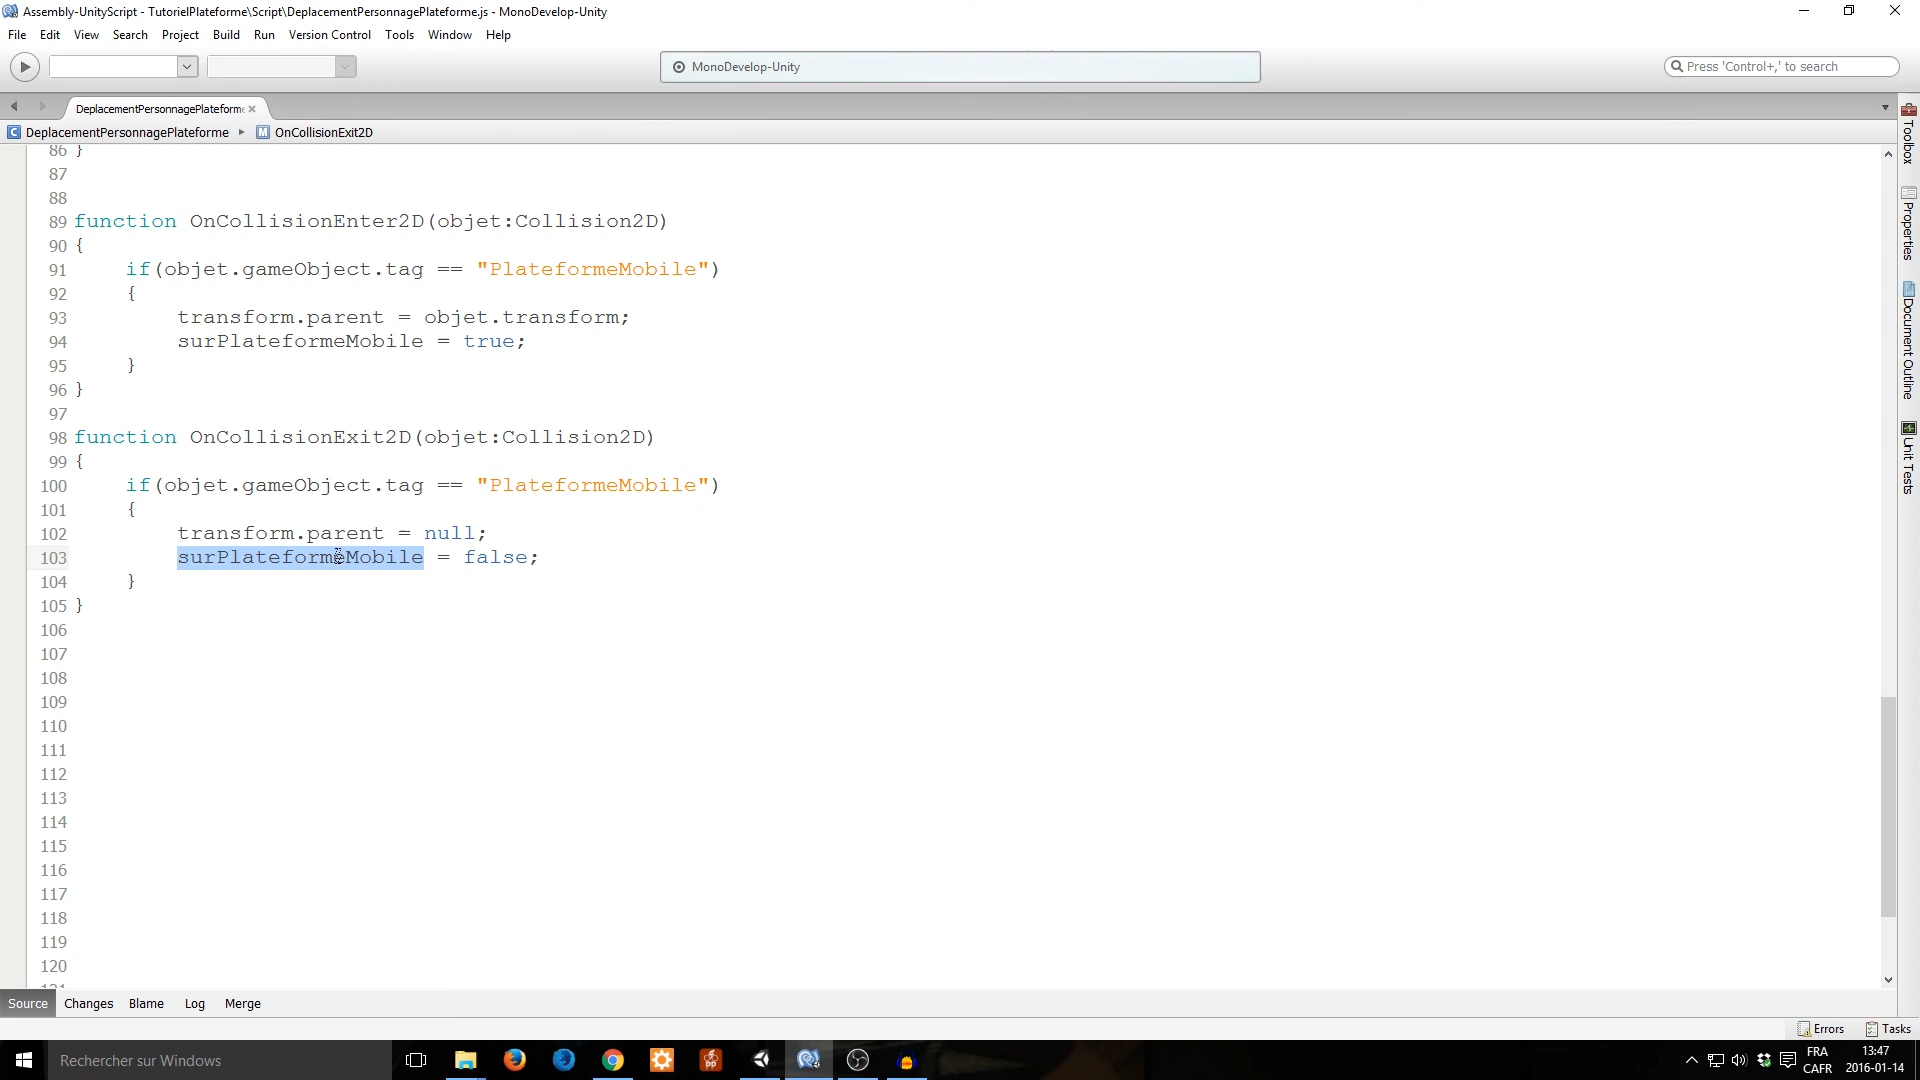 Assembly-UnityScript - TutorielPlateforme\Script\DeplacementPersonnagePlateforme.js - MonoDevelop-Unity
File Edit View Search Project Build Run Version Control Tools Window Help
MonoDevelop-Unity
Press 'Control+,' to search
DeplacementPersonnagePlateforme
DeplacementPersonnagePlateforme OnCollisionExit2D
86 }
87
88
89 function OnCollisionEnter2D(objet:Collision2D)
90 {
91 if(objet.gameObject.tag == "PlateformeMobile")
92 {
93 transform.parent = objet.transform;
94 surPlateformeMobile = true;
95 }
96 }
97
98 function OnCollisionExit2D(objet:Collision2D)
99 {
100 if(objet.gameObject.tag == "PlateformeMobile")
101 {
102 transform.parent = null;
103 surPlateformeMobile = false;
104 }
105 }
106
107
108
109
110
111
112
113
114
115
116
117
118
119
120
Toolbox
Properties
Document Outline
Unit Tests
Source Changes Blame Log Merge
Errors Tasks
Rechercher sur Windows
FRA
CAFR
13:47
2016-01-14